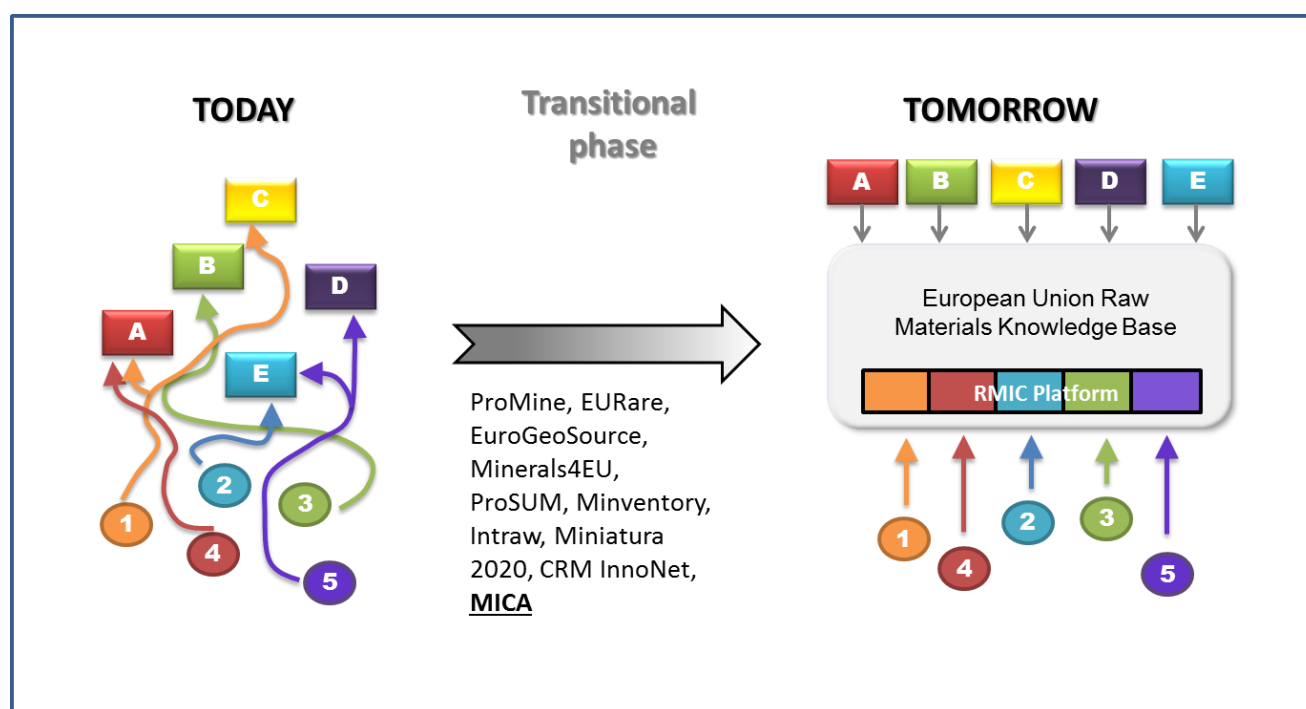 TODAY
Transitional
phase
TOMORROW
C
B
D
A
E
2
3
1
4
5
ProMine, EURare,
EuroGeoSource,
Minerals4EU,
ProSUM, Minventory,
Intraw, Miniatura
2020, CRM InnoNet,
MICA
A B C D E
European Union Raw
Materials Knowledge Base
RMIC Platform
1
4
2
3
5